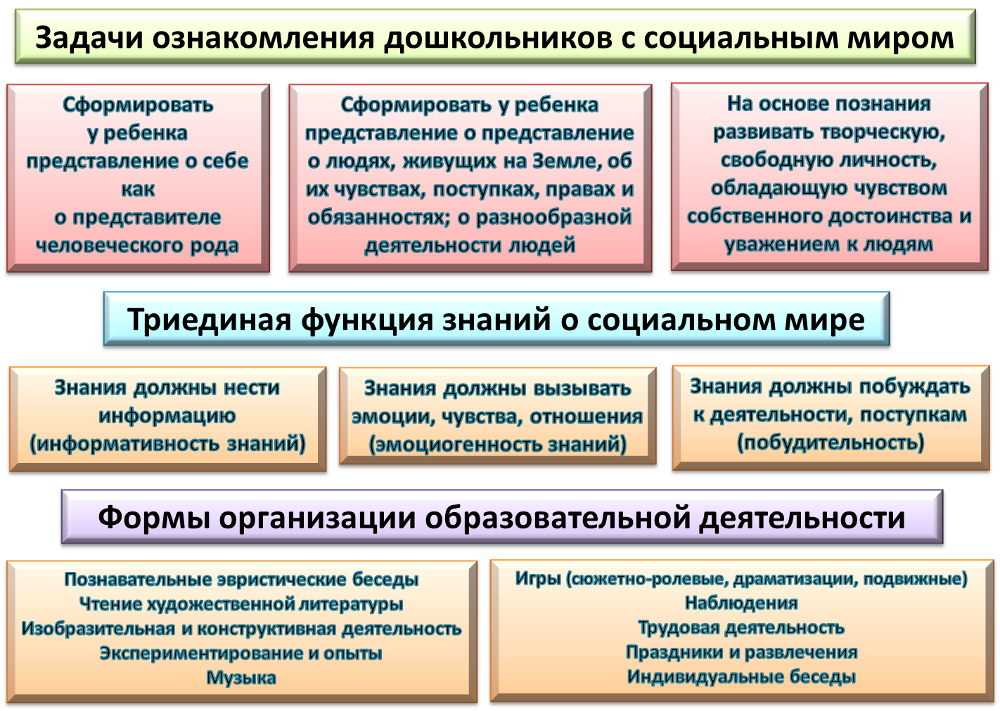 Задачи ознакомления дошкольников с социальным миром
Сформировать
у ребенка
представление о себе
как
о представителе
человеческого рода
Сформировать у ребенка
представление о представление
о людях, живущих на Земле, об
их чувствах, поступках, правах и
обязанностях; о разнообразной
деятельности людей
На основе познания
развивать творческую,
свободную личность,
обладающую чувством
собственного достоинства и
уважением к людям
Триединая функция знаний о социальном мире
Знания должны нести
информацию
(информативность знаний)
Знания должны вызывать
эмоции, чувства, отношения
(эмоциогенность знаний)
Знания должны побуждать
к деятельности, поступкам
(побудительность)
Формы организации образовательной деятельности
Познавательные эвристические беседы
Чтение художественной литературы
Изобразительная и конструктивная деятельность
Экспериментирование и опыты
Музыка
Игры (сюжетно-ролевые, драматизации, подвижные)
Наблюдения
Трудовая деятельность
Праздники и развлечения
Индивидуальные беседы